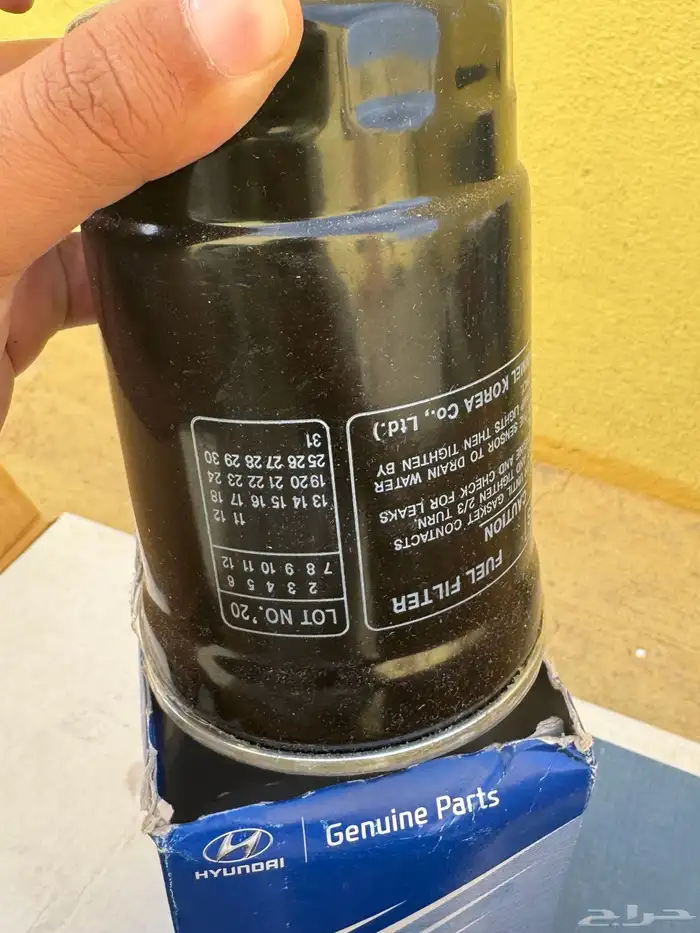 FUEL FILTER
CAUTION
UNTIL GASKET CONTACTS
TIGHTEN 2/3 TURN.
AND CHECK FOR LEAKS
SENSOR TO DRAIN WATER
LIGHTS THEN TIGHTEN BY
KOREA Co., Ltd.)
LOT NO.'20
2 3 4 5 6
7 8 9 10 11 12
11 12
13 14 15 16 17 18
19 20 21 22 23 24
25 26 27 28 29 30
31
HYUNDAI
Genuine Parts
حراج